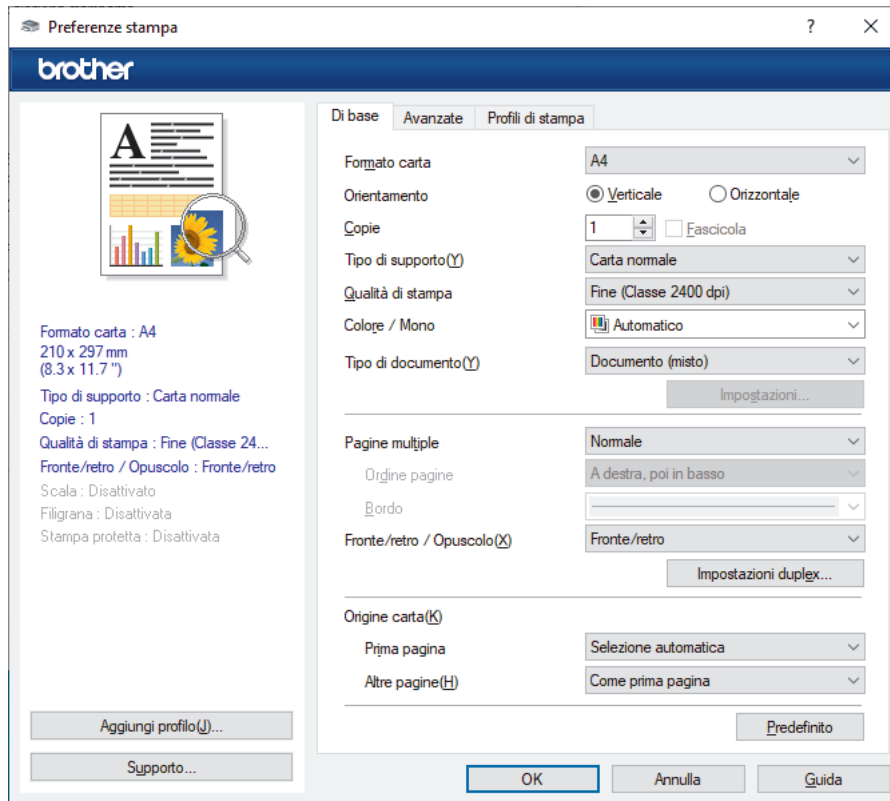 Preferenze stampa
brother
A
Formato carta : A4
210 x 297 mm
(8.3 x 11.7 ")
Tipo di supporto : Carta normale
Copie : 1
Qualità di stampa : Fine (Classe 24...
Fronte/retro / Opuscolo : Fronte/retro
Scala : Disattivato
Filigrana : Disattivata
Stampa protetta : Disattivata
Aggiungi profilo(J)...
Supporto...
Di base Avanzate Profili di stampa
Formato carta A4
Orientamento Verticale Orizzontale
Copie 1 Fascicola
Tipo di supporto(Y) Carta normale
Qualità di stampa Fine (Classe 2400 dpi)
Colore / Mono Automatico
Tipo di documento(Y) Documento (misto)
Impostazioni...
Pagine multiple Normale
Ordine pagine A destra, poi in basso
Bordo
Fronte/retro / Opuscolo(X) Fronte/retro
Impostazioni duplex...
Origine carta(K)
Prima pagina Selezione automatica
Altre pagine(H) Come prima pagina
Predefinito
OK Annulla Guida